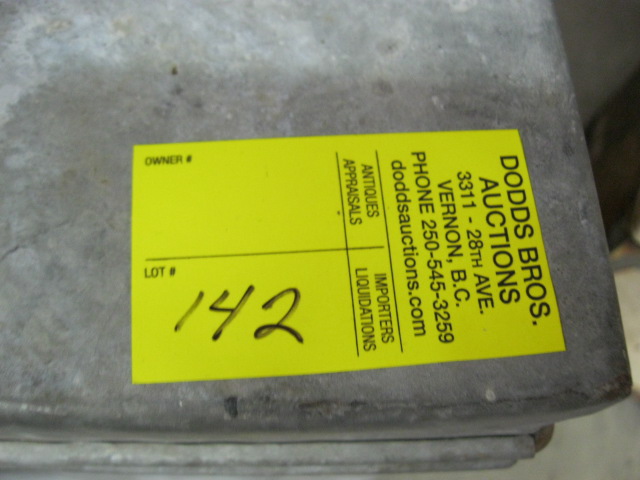 DODDS BROS.
AUCTIONS
3311 - 28TH AVE.
VERNON, B.C.
PHONE 250-545-3259
doddsauctions.com
ANTIQUES
IMPORTERS
APPRAISALS
LIQUIDATIONS
OWNER #
LOT #
142